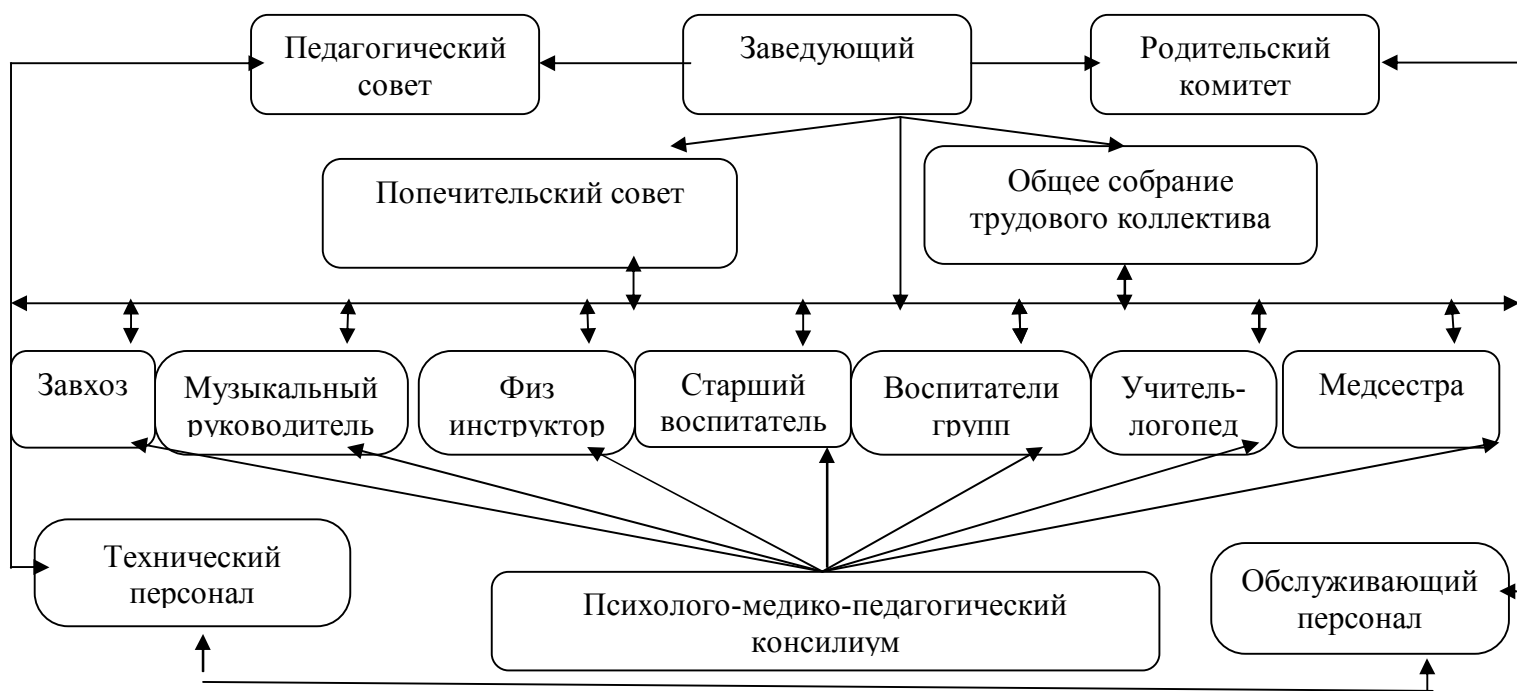 Педагогический
совет
Заведующий
Родительский
комитет
Попечительский совет
Общее собрание
трудового коллектива
Завхоз
Музыкальный
руководитель
Физ
инструктор
Старший
воспитатель
Воспитатели
групп
Учитель-
логопед
Медсестра
Технический
персонал
Психолого-медико-педагогический
консилиум
Обслуживающий
персонал